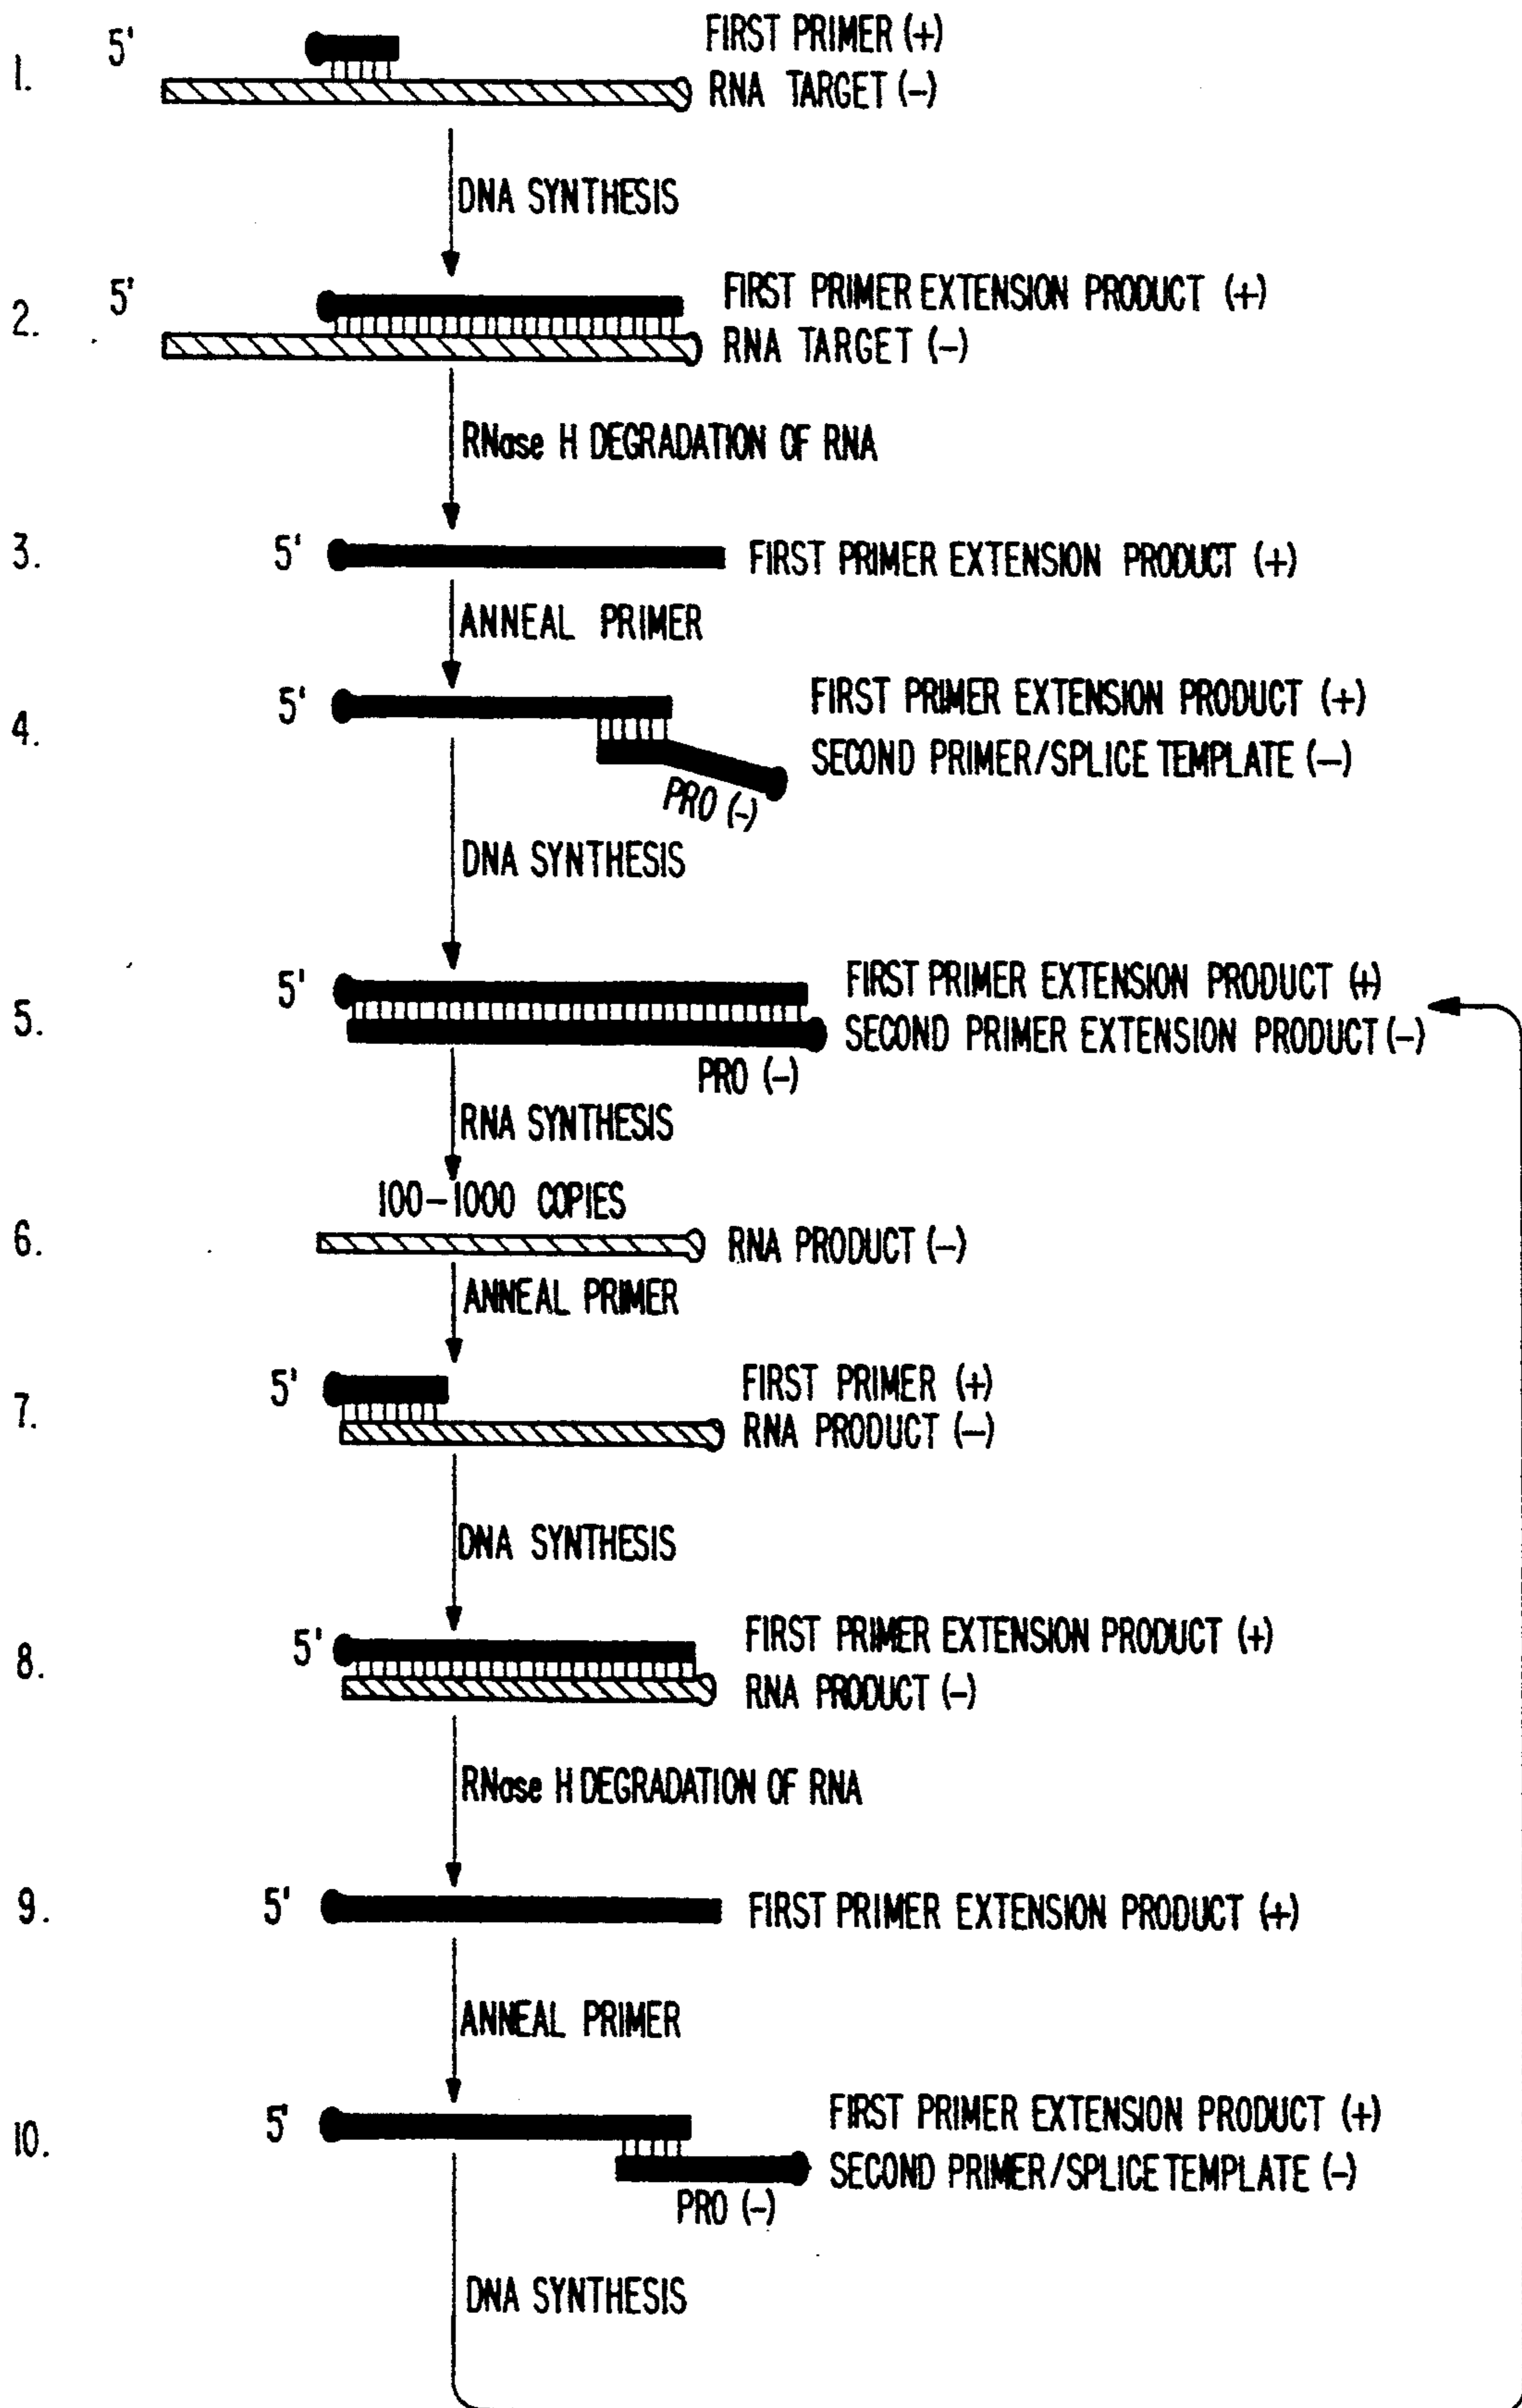 5' FIRST PRIMER (+)
1. RNA TARGET (-)
DNA SYNTHESIS
5' FIRST PRIMER EXTENSION PRODUCT (+)
2. RNA TARGET (-)
RNase H DEGRADATION OF RNA
3. 5' FIRST PRIMER EXTENSION PRODUCT (+)
ANNEAL PRIMER
5' FIRST PRIMER EXTENSION PRODUCT (+)
4. SECOND PRIMER/SPLICE TEMPLATE (-)
PRO (-)
DNA SYNTHESIS
5' FIRST PRIMER EXTENSION PRODUCT (+)
5. SECOND PRIMER EXTENSION PRODUCT (-)
PRO (-)
RNA SYNTHESIS
100-1000 COPIES
6. RNA PRODUCT (-)
ANNEAL PRIMER
5' FIRST PRIMER (+)
7. RNA PRODUCT (-)
DNA SYNTHESIS
5' FIRST PRIMER EXTENSION PRODUCT (+)
8. RNA PRODUCT (-)
RNase H DEGRADATION OF RNA
9. 5' FIRST PRIMER EXTENSION PRODUCT (+)
ANNEAL PRIMER
5' FIRST PRIMER EXTENSION PRODUCT (+)
10. SECOND PRIMER/SPLICE TEMPLATE (-)
PRO (-)
DNA SYNTHESIS